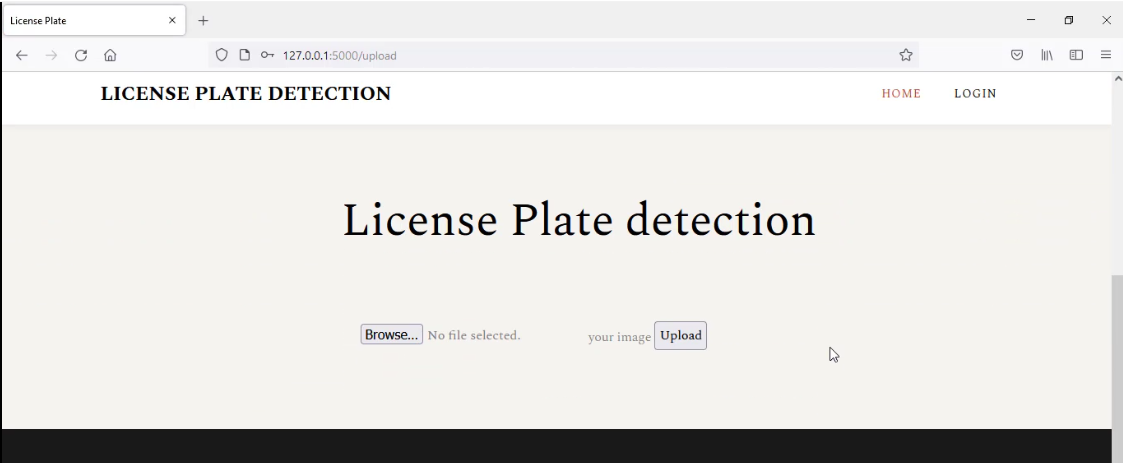 License Plate
127.0.0.1:5000/upload
LICENSE PLATE DETECTION HOME LOGIN
License Plate detection
Browse... No file selected. your image Upload